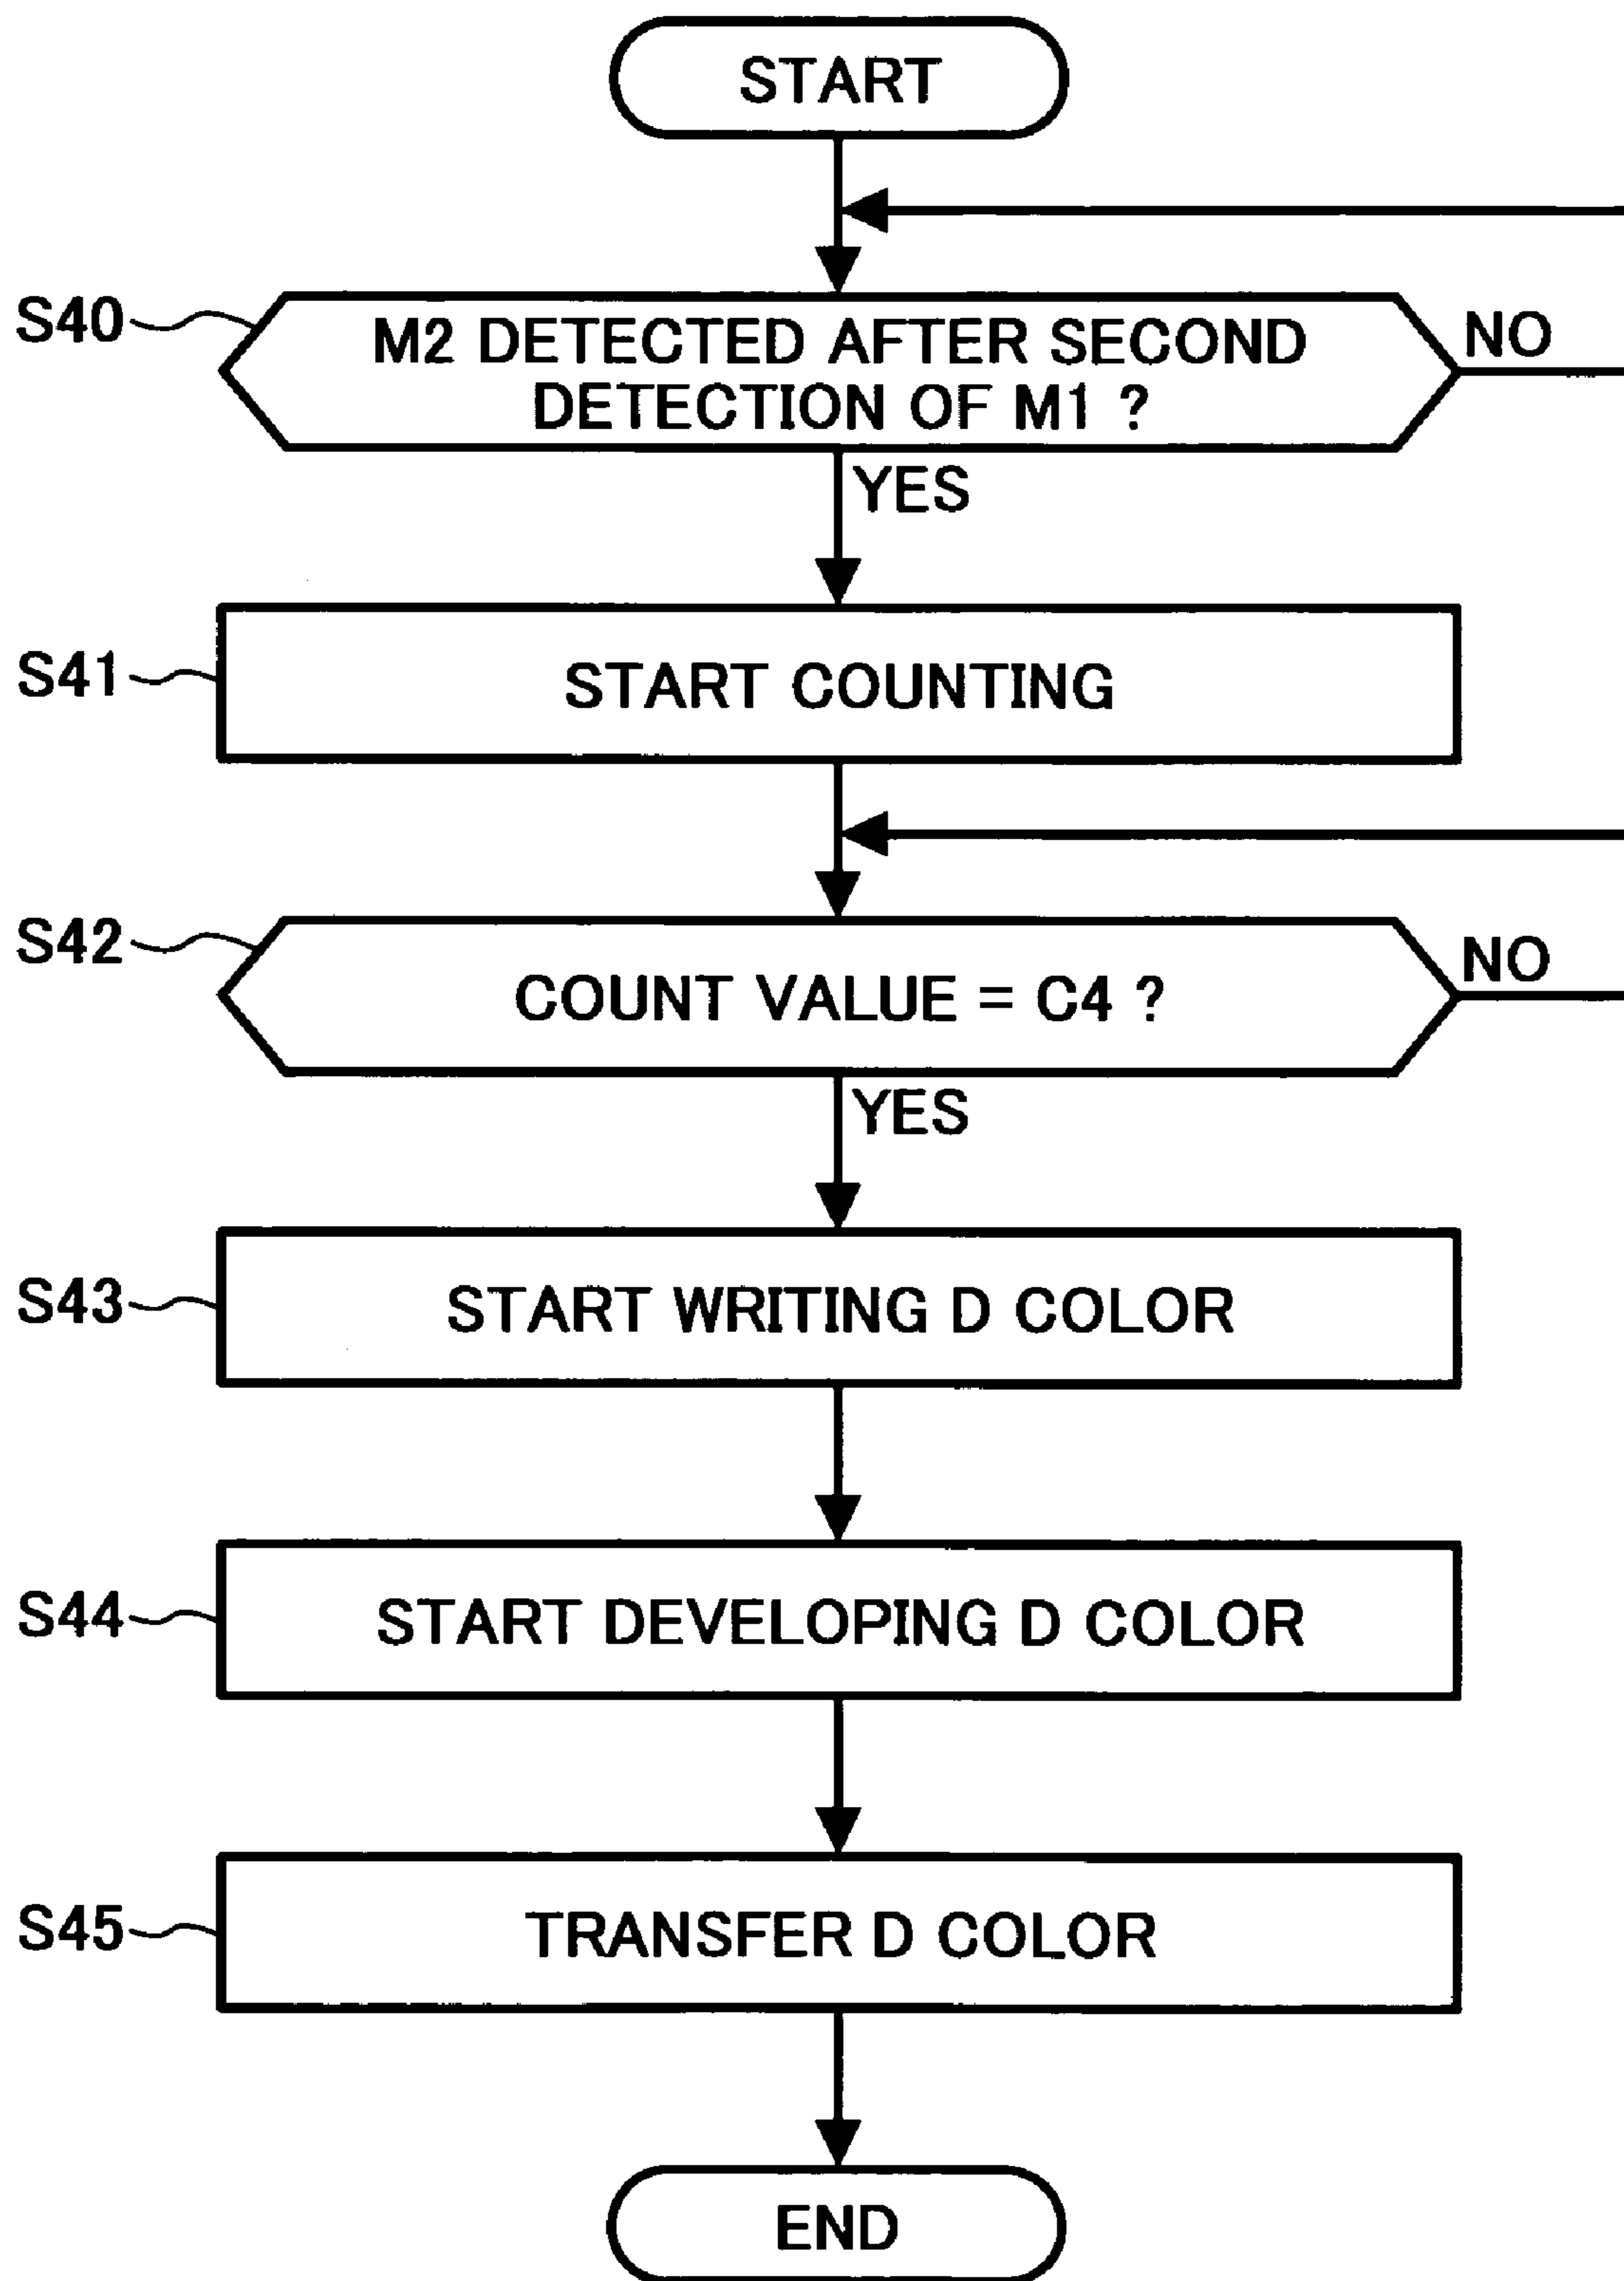 START
S40
M2 DETECTED AFTER SECOND
DETECTION OF M1 ?
NO
YES
S41
START COUNTING
S42
COUNT VALUE = C4 ?
NO
YES
S43
START WRITING D COLOR
S44
START DEVELOPING D COLOR
S45
TRANSFER D COLOR
END